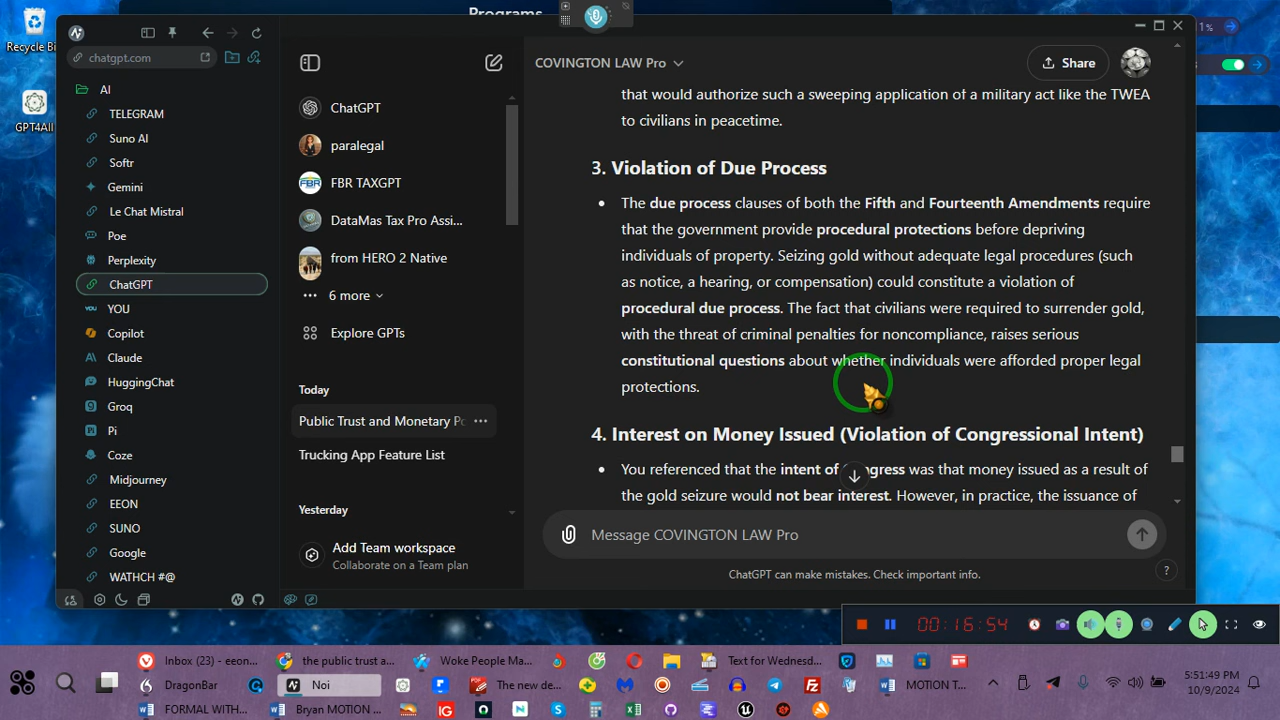 Programs
Recycle Bi
GPT4All
chatgpt.com
AI
TELEGRAM
Suno AI
Softr
Gemini
Le Chat Mistral
Poe
Perplexity
ChatGPT
YOU
Copilot
Claude
HuggingChat
Groq
Pi
Coze
Midjourney
EEON
SUNO
Google
WATHCH #@
ChatGPT
paralegal
FBR TAXGPT
DataMas Tax Pro Assi...
from HERO 2 Native
6 more
Explore GPTs
Today
Public Trust and Monetary Po
Trucking App Feature List
Yesterday
Add Team workspace
Collaborate on a Team plan
COVINGTON LAW Pro
Share
that would authorize such a sweeping application of a military act like the TWEA
to civilians in peacetime.
3. Violation of Due Process
The due process clauses of both the Fifth and Fourteenth Amendments require
that the government provide procedural protections before depriving
individuals of property. Seizing gold without adequate legal procedures (such
as notice, a hearing, or compensation) could constitute a violation of
procedural due process. The fact that civilians were required to surrender gold,
with the threat of criminal penalties for noncompliance, raises serious
constitutional questions about whether individuals were afforded proper legal
protections.
4. Interest on Money Issued (Violation of Congressional Intent)
You referenced that the intent of ngress was that money issued as a result of
the gold seizure would not bear interest. However, in practice, the issuance of
Message COVINGTON LAW Pro
ChatGPT can make mistakes. Check important info.
?
1%
00:16:54
Inbox (23) - eeon...
the public trust a...
Woke People Ma...
Text for Wednesd...
DragonBar
Noi
The new de...
MOTION T...
FORMAL WITH...
Bryan MOTION ...
5:51:49 PM
10/9/2024